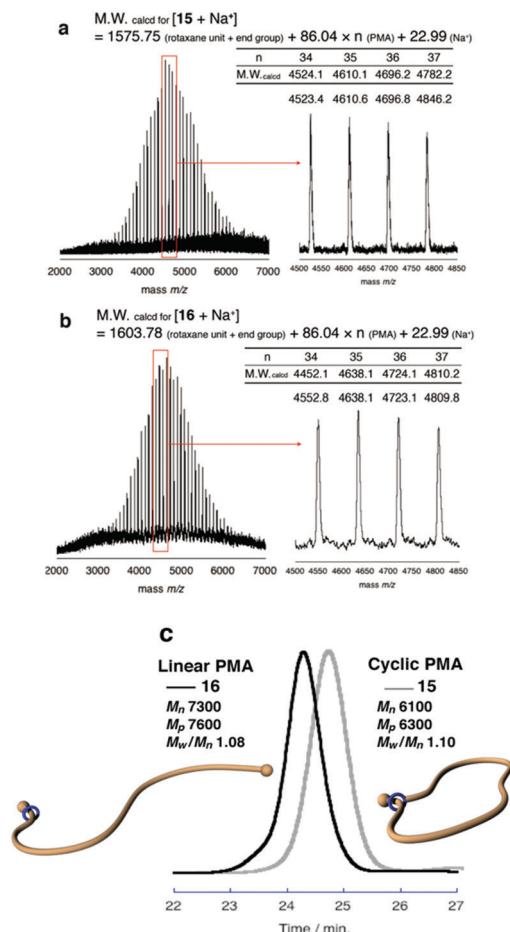 a
M.W. calcd for [15 + Na⁺]
= 1575.75 (rotaxane unit + end group) + 86.04 × n (PMA) + 22.99 (Na⁺)
n 34 35 36 37
M.W.calcd 4524.1 4610.1 4696.2 4782.2
4523.4 4610.6 4696.8 4846.2
2000 3000 4000 5000 6000 7000
mass m/z
4500 4550 4600 4650 4700 4750 4800 4850
mass m/z
b
M.W. calcd for [16 + Na⁺]
= 1603.78 (rotaxane unit + end group) + 86.04 × n (PMA) + 22.99 (Na⁺)
n 34 35 36 37
M.W.calcd 4452.1 4638.1 4724.1 4810.2
4552.8 4638.1 4723.1 4809.8
2000 3000 4000 5000 6000 7000
mass m/z
4500 4550 4600 4650 4700 4750 4800 4850
mass m/z
c
Linear PMA
16
Mn 7300
Mp 7600
Mw/Mn 1.08
Cyclic PMA
15
Mn 6100
Mp 6300
Mw/Mn 1.10
22 23 24 25 26 27
Time / min.